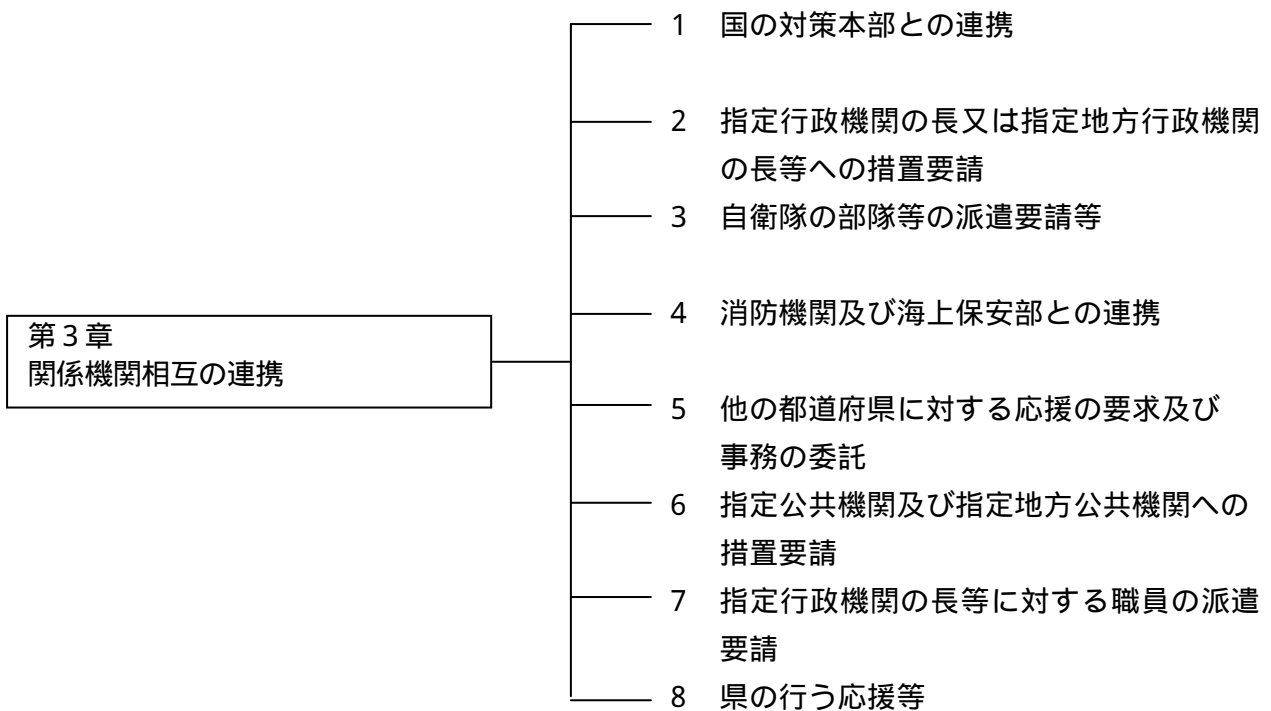 第３章
関係機関相互の連携
1 国の対策本部との連携
2 指定行政機関の長又は指定地方行政機関
の長等への措置要請
3 自衛隊の部隊等の派遣要請等
4 消防機関及び海上保安部との連携
5 他の都道府県に対する応援の要求及び
事務の委託
6 指定公共機関及び指定地方公共機関への
措置要請
7 指定行政機関の長等に対する職員の派遣
要請
8 県の行う応援等